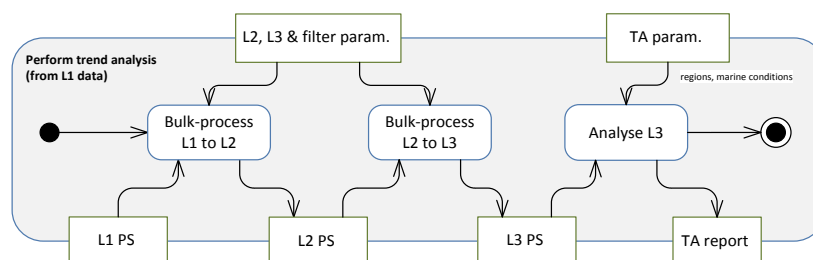 L2, L3 & filter param.
TA param.
Perform trend analysis
(from L1 data)
regions, marine conditions
Bulk-process
L1 to L2
Bulk-process
L2 to L3
Analyse L3
L1 PS
L2 PS
L3 PS
TA report